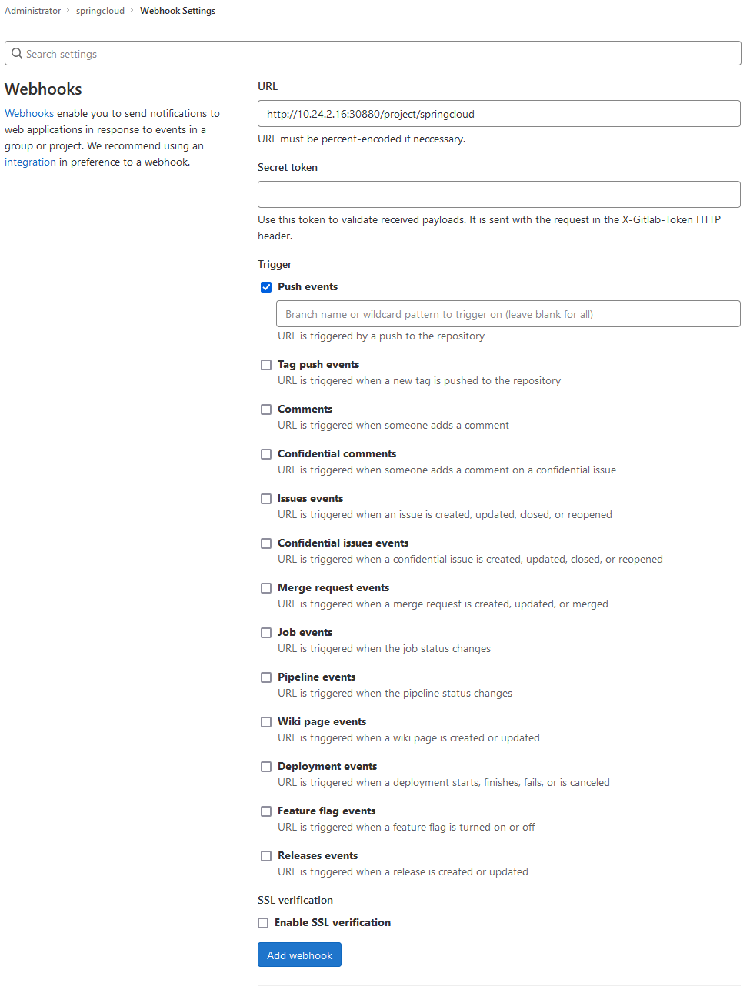 Administrator > springcloud > Webhook Settings
Search settings
Webhooks
Webhooks enable you to send notifications to
web applications in response to events in a
group or project. We recommend using an
integration in preference to a webhook.
URL
http://10.24.2.16:30880/project/springcloud
URL must be percent-encoded if neccessary.
Secret token
Use this token to validate received payloads. It is sent with the request in the X-Gitlab-Token HTTP
header.
Trigger
Push events
Branch name or wildcard pattern to trigger on (leave blank for all)
URL is triggered by a push to the repository
Tag push events
URL is triggered when a new tag is pushed to the repository
Comments
URL is triggered when someone adds a comment
Confidential comments
URL is triggered when someone adds a comment on a confidential issue
Issues events
URL is triggered when an issue is created, updated, closed, or reopened
Confidential issues events
URL is triggered when a confidential issue is created, updated, closed, or reopened
Merge request events
URL is triggered when a merge request is created, updated, or merged
Job events
URL is triggered when the job status changes
Pipeline events
URL is triggered when the pipeline status changes
Wiki page events
URL is triggered when a wiki page is created or updated
Deployment events
URL is triggered when a deployment starts, finishes, fails, or is canceled
Feature flag events
URL is triggered when a feature flag is turned on or off
Releases events
URL is triggered when a release is created or updated
SSL verification
Enable SSL verification
Add webhook